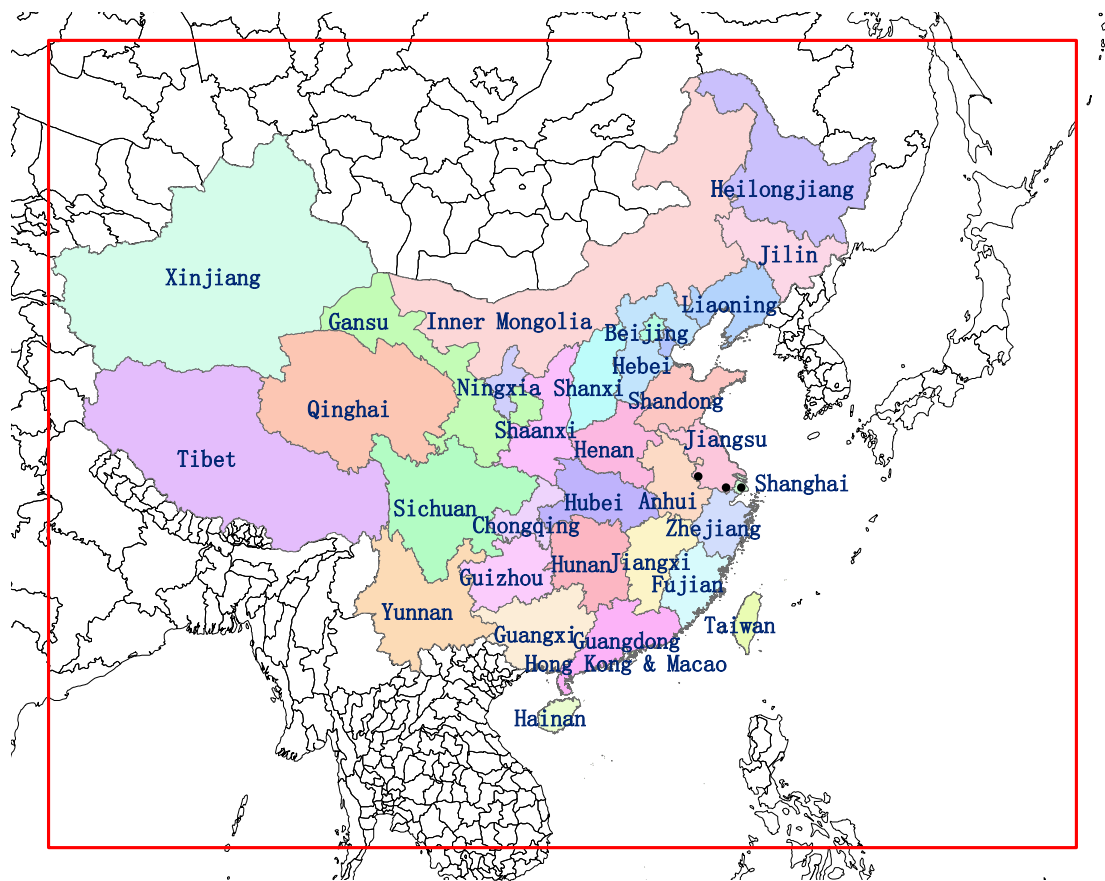 Heilongjiang
Jilin
Xinjiang
Liaoning
Gansu
Inner Mongolia
Beijing
Hebei
Ningxia
Shanxi
Shandong
Qinghai
Shaanxi
Jiangsu
Henan
Tibet
Shanghai
Sichuan
Hubei
Anhui
Chongqing
Zhejiang
Hunan
Jiangxi
Guizhou
Fujian
Yunnan
Taiwan
Guangxi
Guangdong
Hong Kong & Macao
Hainan